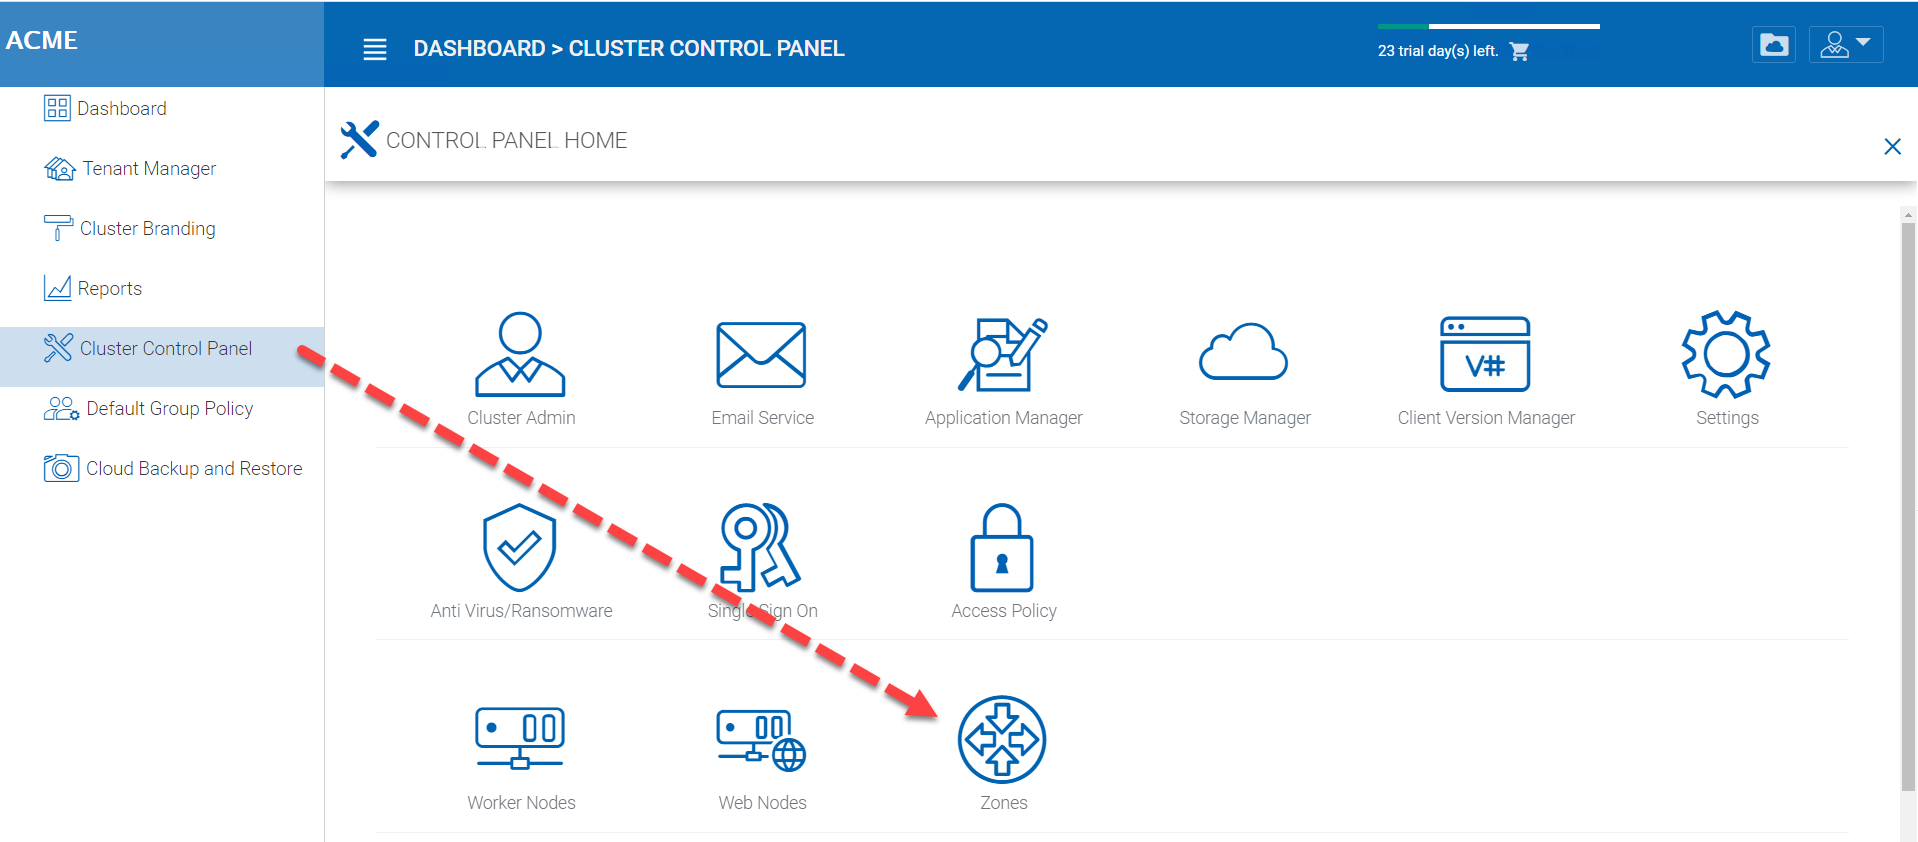 ACME
DASHBOARD > CLUSTER CONTROL PANEL
23 trial day(s) left.
Dashboard
Tenant Manager
Cluster Branding
Reports
Cluster Control Panel
Default Group Policy
Cloud Backup and Restore
CONTROL PANEL HOME
Cluster Admin
Email Service
Application Manager
Storage Manager
V#
Client Version Manager
Settings
Anti Virus/Ransomware
Single Sign On
Access Policy
Worker Nodes
Web Nodes
Zones